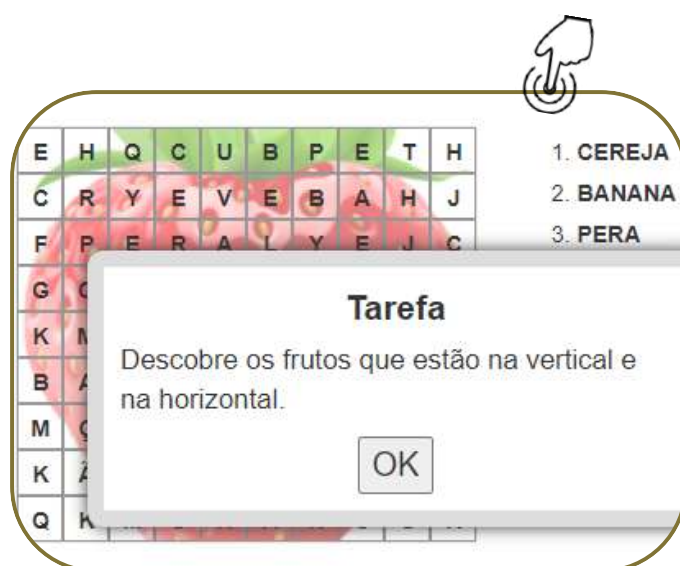 E H Q C U B P E T H
1. CEREJA
C R Y E V E B A H J
2. BANANA
F P E R A L Y E J C
3. PERA
G
K
B
M
K
Q K
Tarefa
Descobre os frutos que estão na vertical e
na horizontal.
OK